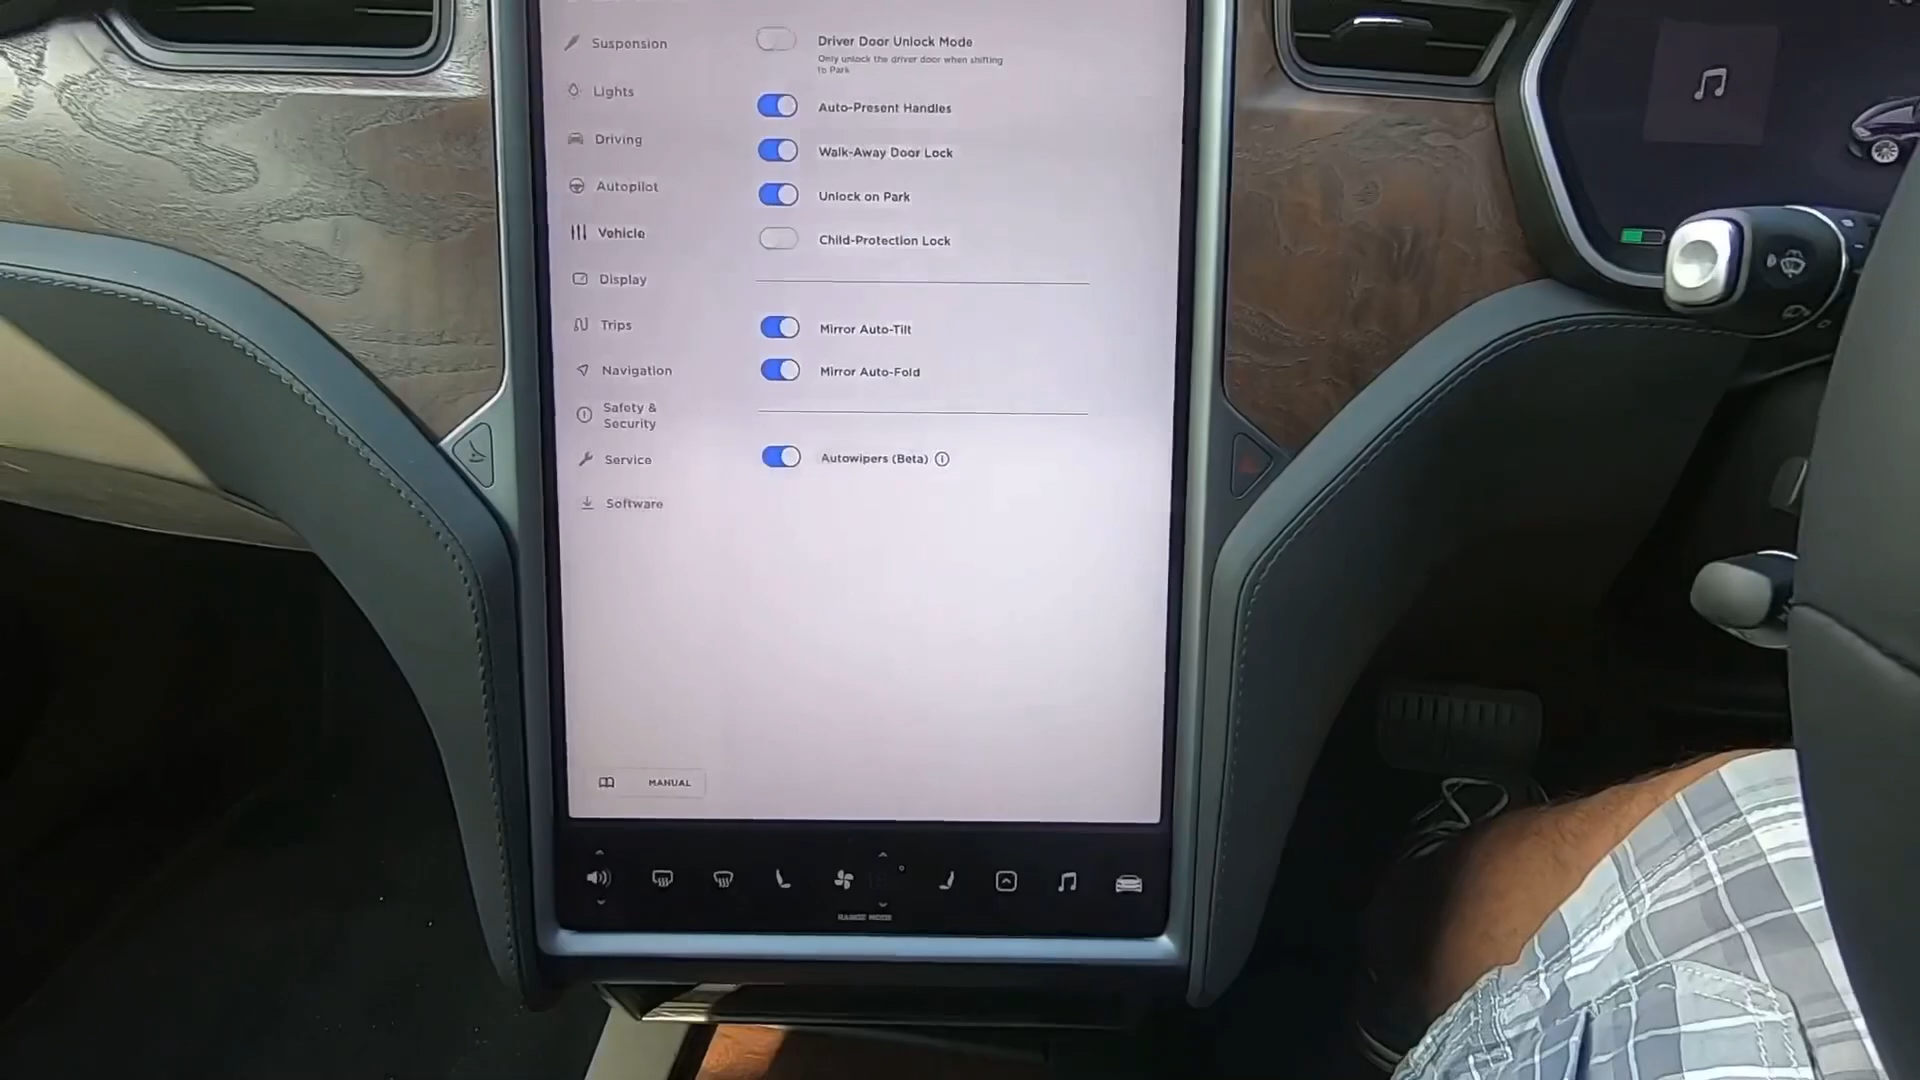 Suspension
Lights
Driving
Autopilot
Vehicle
Display
Trips
Navigation
Safety &
Security
Service
Software
MANUAL
Driver Door Unlock Mode
Only unlock the driver door when shifting
to Park
Auto-Present Handles
Walk-Away Door Lock
Unlock on Park
Child-Protection Lock
Mirror Auto-Tilt
Mirror Auto-Fold
Autowipers (Beta)
RANGE MODE